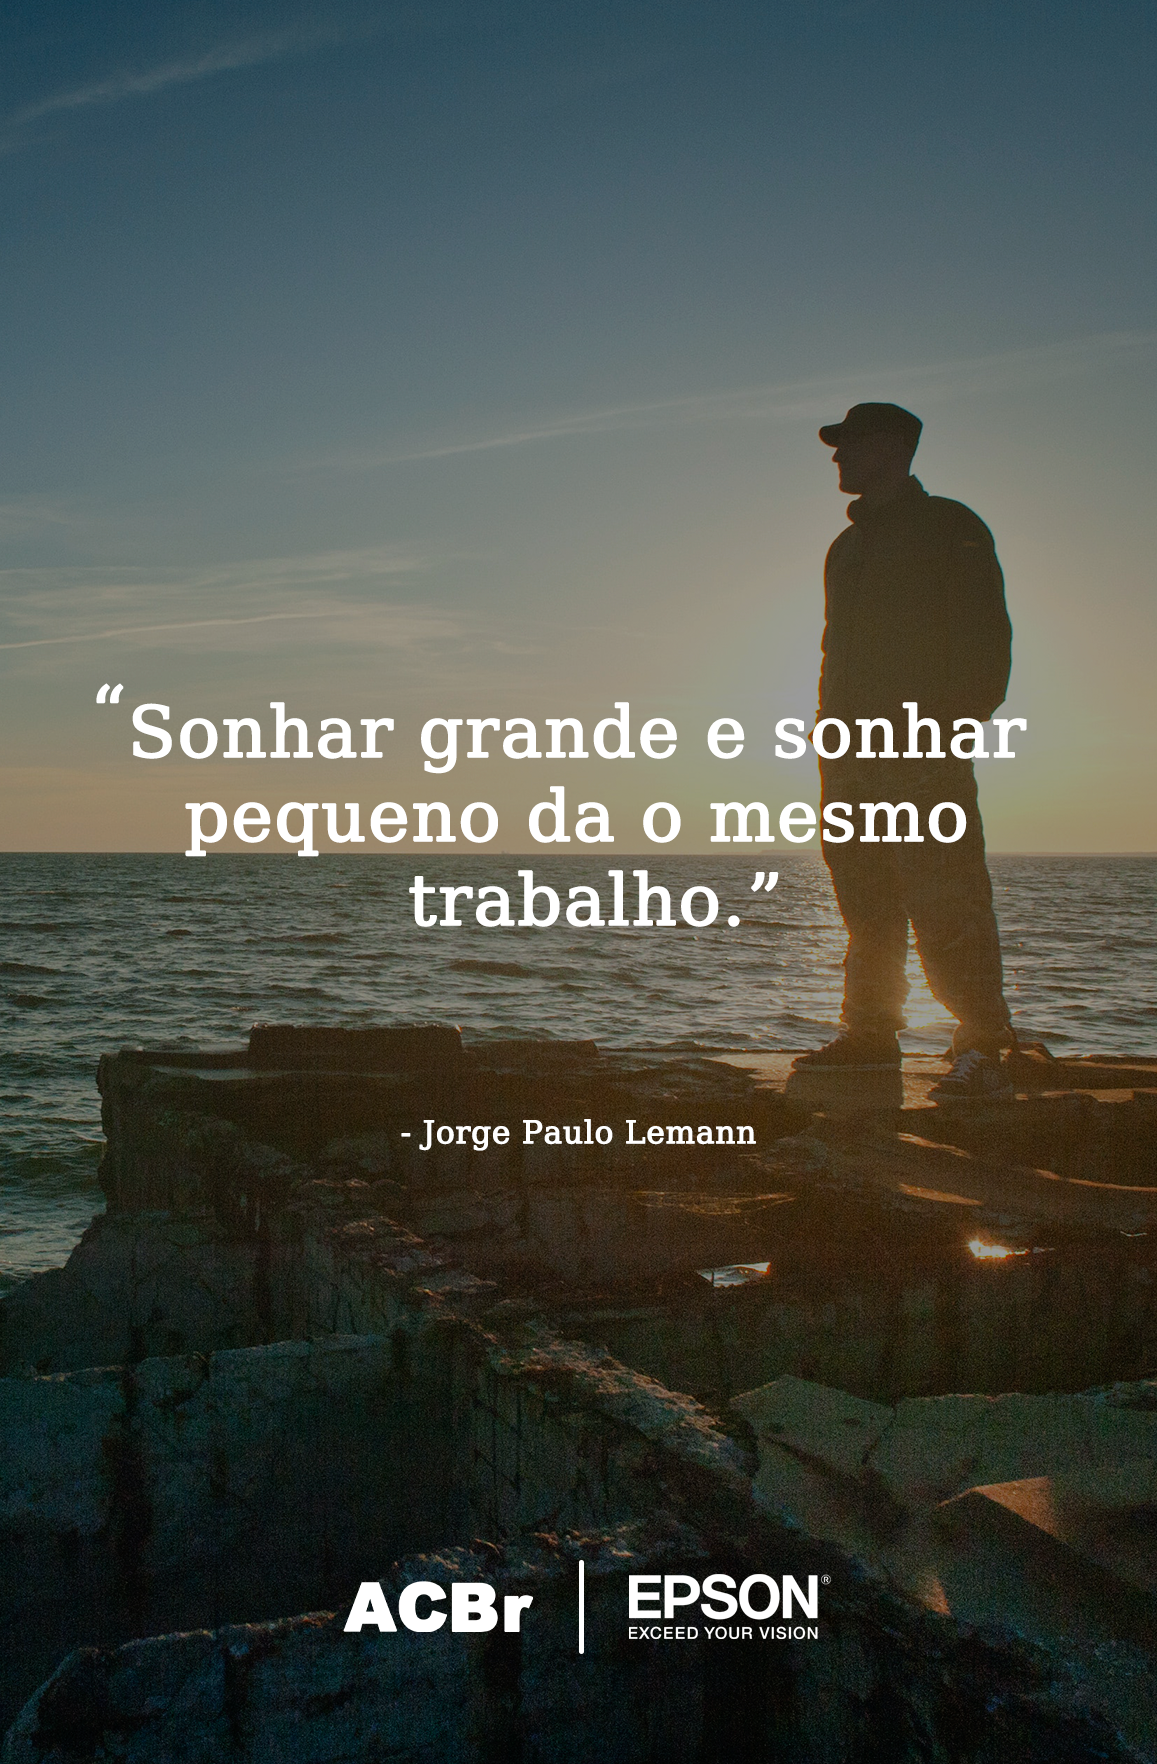 “Sonhar grande e sonhar
pequeno da o mesmo
trabalho.”
- Jorge Paulo Lemann
ACBr
EPSON®
EXCEED YOUR VISION